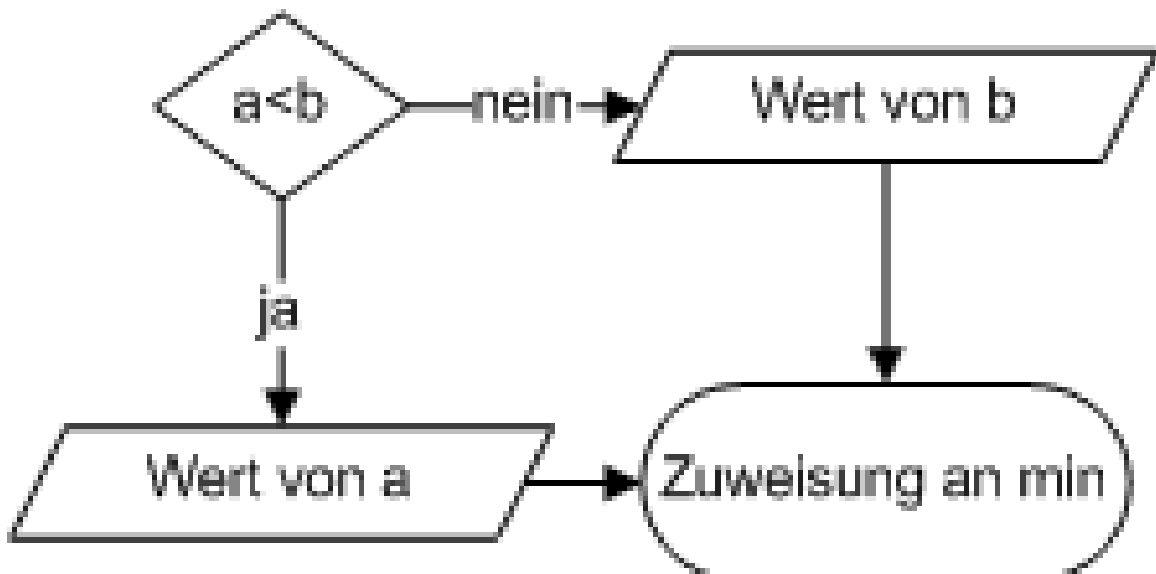 a<b
nein
Wert von b
ja
Wert von a
Zuweisung an min